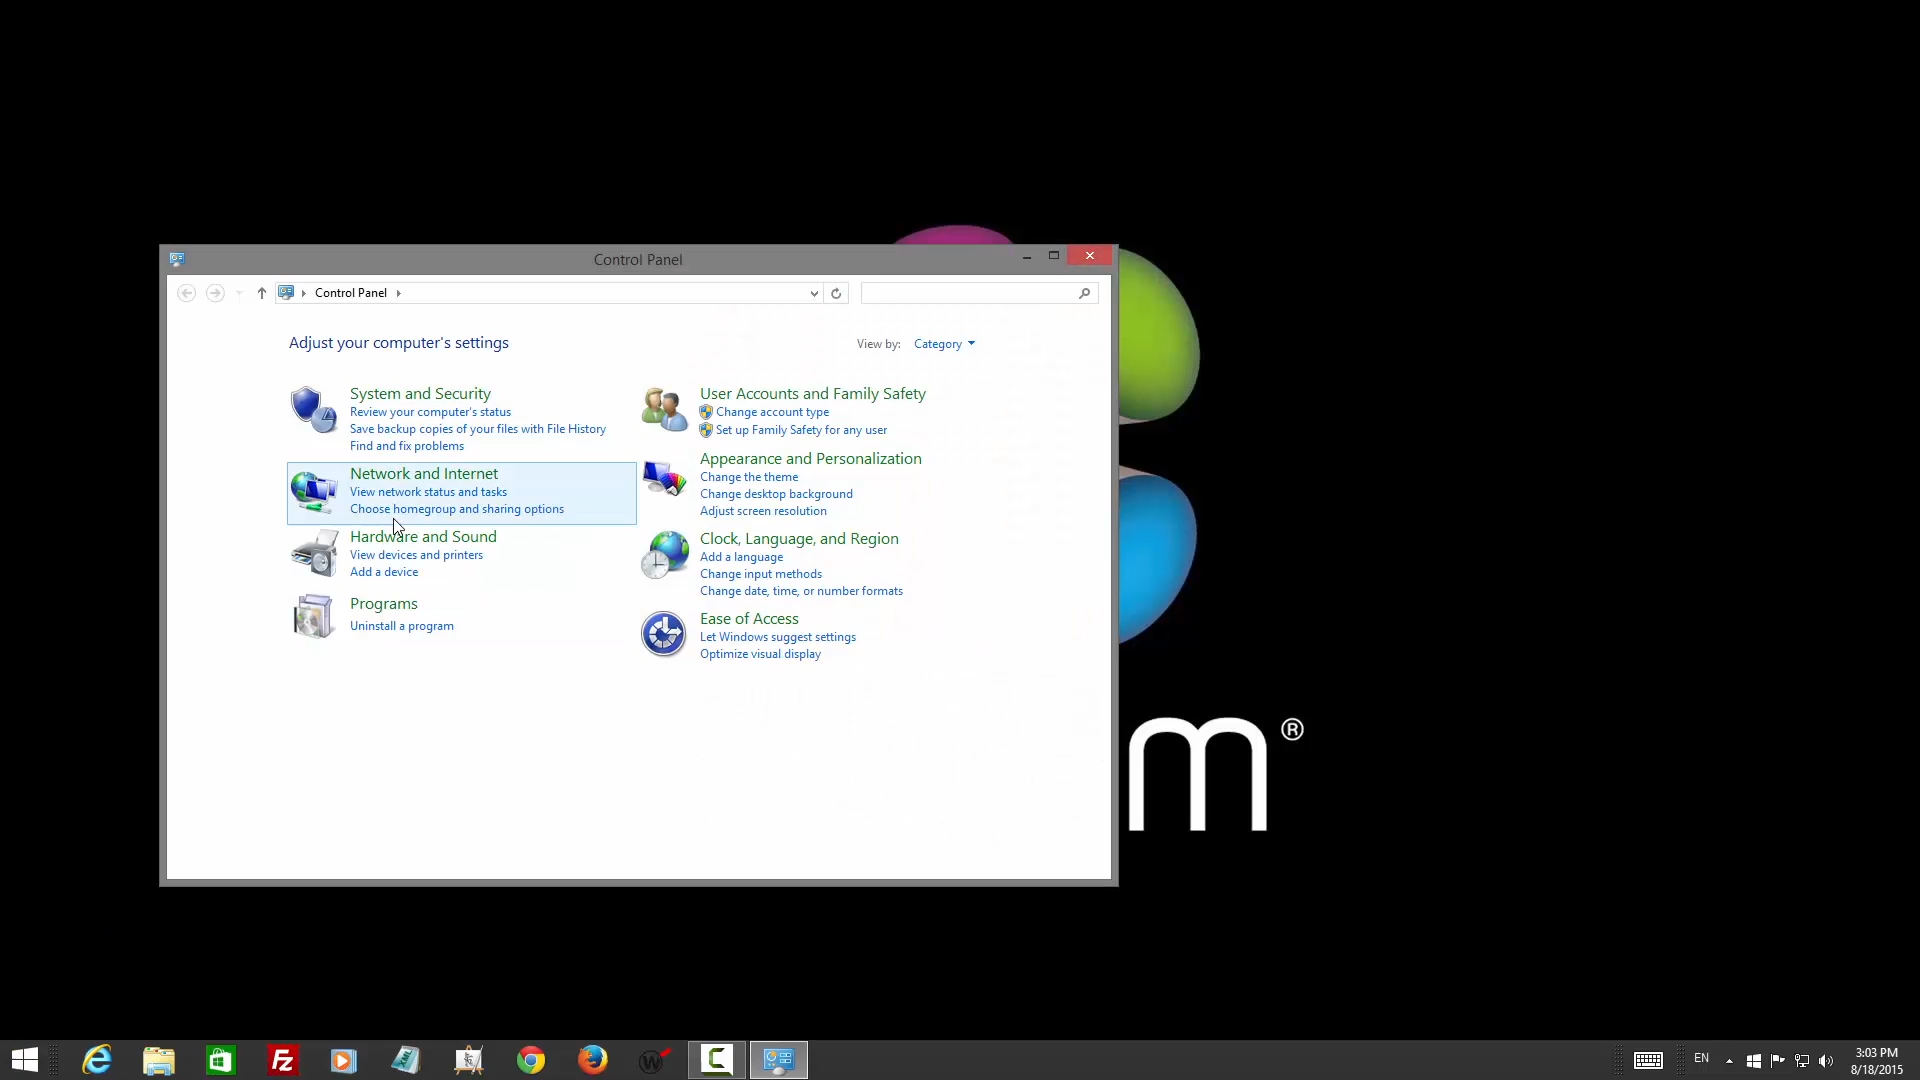 Control Panel
Control Panel
Adjust your computer's settings
View by: Category
System and Security
Review your computer's status
Save backup copies of your files with File History
Find and fix problems
Network and Internet
View network status and tasks
Choose homegroup and sharing options
Hardware and Sound
View devices and printers
Add a device
Programs
Uninstall a program
User Accounts and Family Safety
Change account type
Set up Family Safety for any user
Appearance and Personalization
Change the theme
Change desktop background
Adjust screen resolution
Clock, Language, and Region
Add a language
Change input methods
Change date, time, or number formats
Ease of Access
Let Windows suggest settings
Optimize visual display
m®
Fz
EN
3:03 PM
8/18/2015